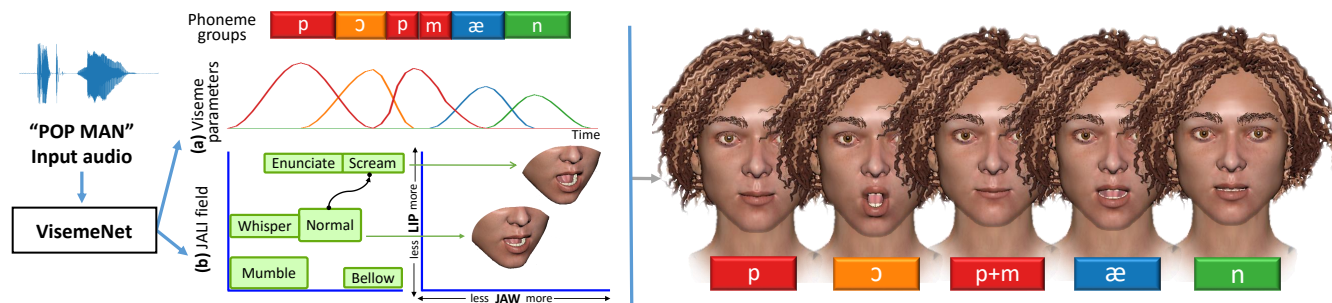 Phoneme
groups
p ɔ p m æ n
"POP MAN"
Input audio
VisemeNet
(a) Viseme
parameters
Time
(b) JALI field
Enunciate Scream
Whisper Normal
Mumble Bellow
less LIP more
less JAW more
p ɔ p+m æ n